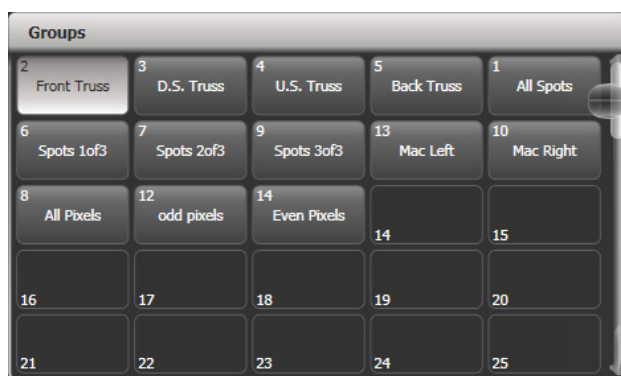 Groups
2 Front Truss
3 D.S. Truss
4 U.S. Truss
5 Back Truss
1 All Spots
6 Spots 1of3
7 Spots 2of3
9 Spots 3of3
13 Mac Left
10 Mac Right
8 All Pixels
12 odd pixels
14 Even Pixels
14
15
16
17
18
19
20
21
22
23
24
25